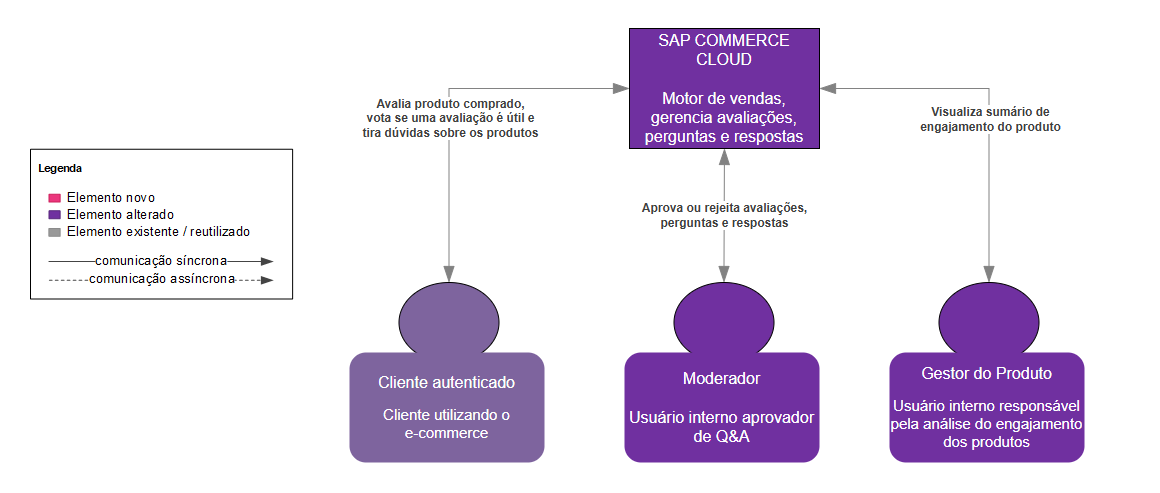 SAP COMMERCE
CLOUD
Motor de vendas,
gerencia avaliações,
perguntas e respostas
Avalia produto comprado,
vota se uma avaliação é útil e
tira dúvidas sobre os produtos
Visualiza sumário de
engajamento do produto
Legenda
Elemento novo
Elemento alterado
Elemento existente / reutilizado
comunicação síncrona
comunicação assíncrona
Aprova ou rejeita avaliações,
perguntas e respostas
Cliente autenticado
Cliente utilizando o
e-commerce
Moderador
Usuário interno aprovador
de Q&A
Gestor do Produto
Usuário interno responsável
pela análise do engajamento
dos produtos